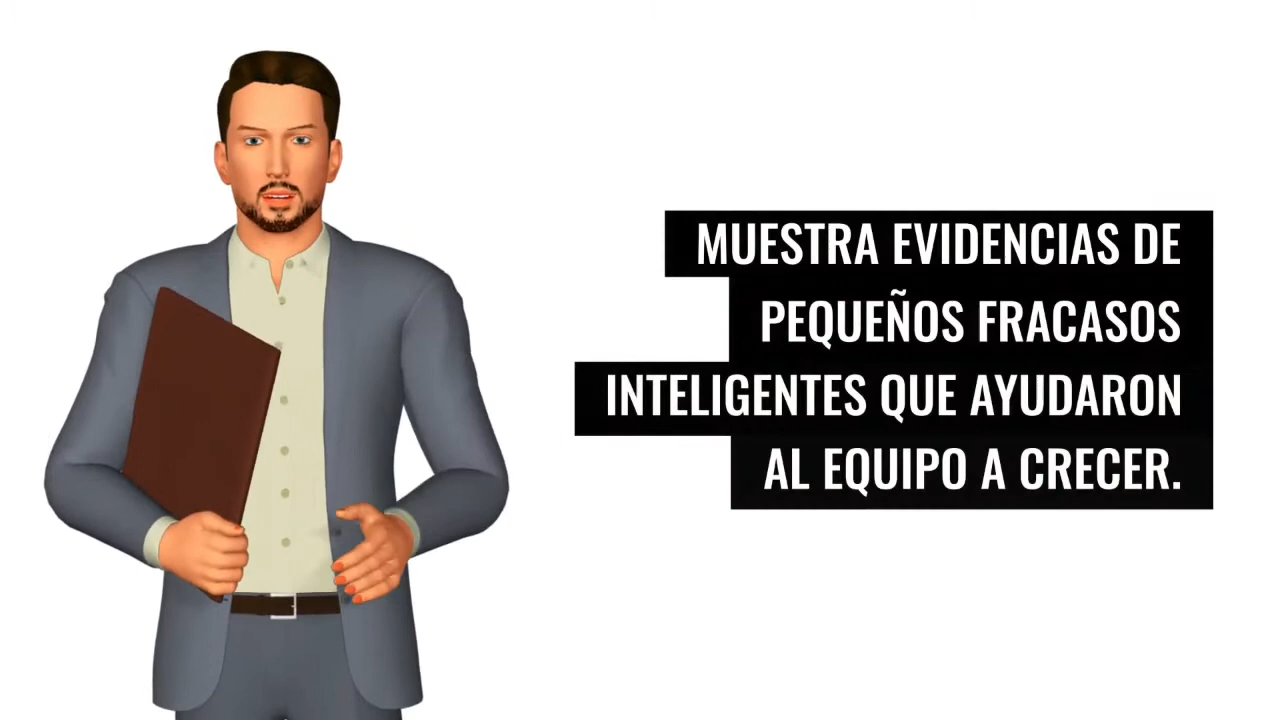 MUESTRA EVIDENCIAS DE
PEQUEÑOS FRACASOS
INTELIGENTES QUE AYUDARON
AL EQUIPO A CRECER.